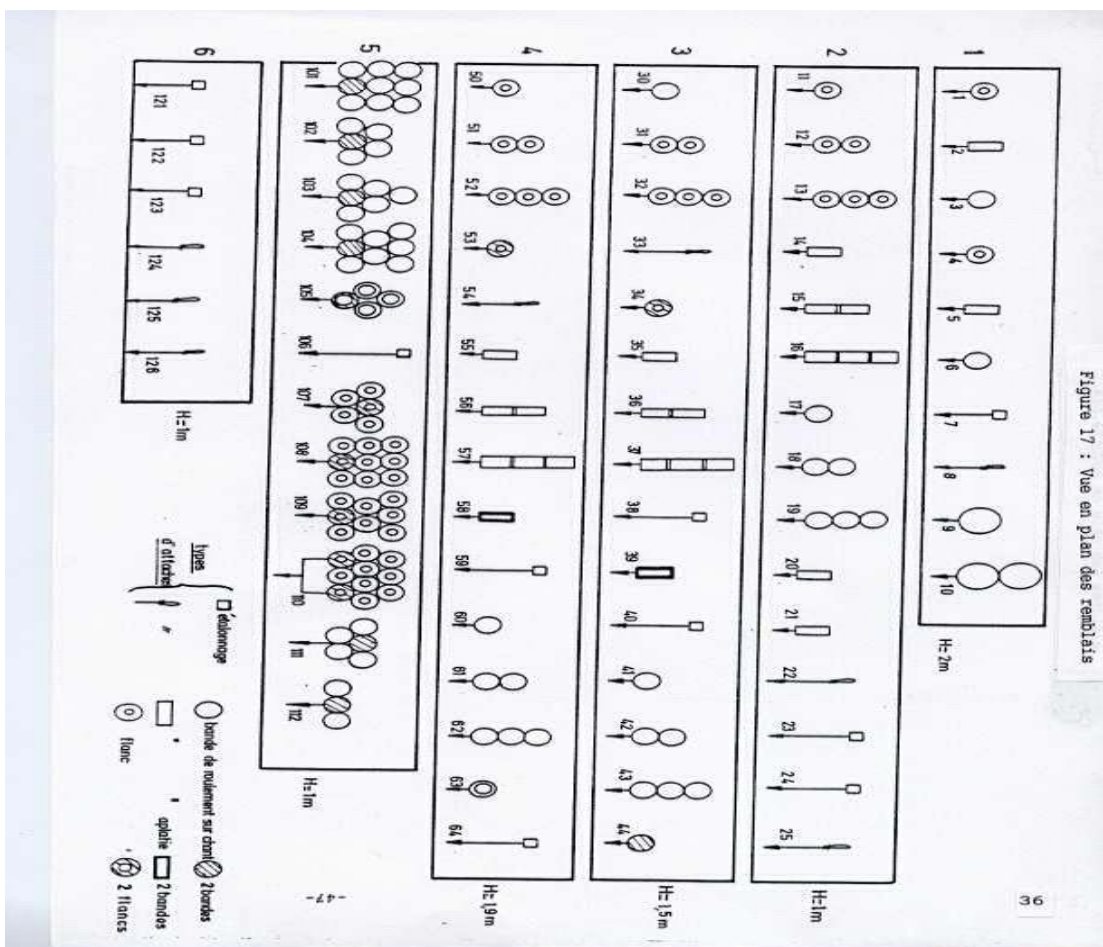 Figure 17 : Vue en plan des remblais
1
1 2 3 4 5 6 7 8 9 10
H= 2m
2
11 12 13 14 15 16 17 18 19 20 21 22 23 24 25
H=1m
3
30 31 32 33 34 35 36 37 38 39 40 41 42 43 44
H= 1,5m
4
50 51 52 53 54 55 56 57 58 59 60 61 62 63 64
H= 1,9m
5
101 102 103 104 105 106 107 108 109 110 111 112
H=1m
6
121 122 123 124 125 128
H=1m
types
d'attaches
étalonnage
"
bande de roulement sur chant
2 bandes
" " aplatie
2 bandes
flanc
2 flancs
-47-
36